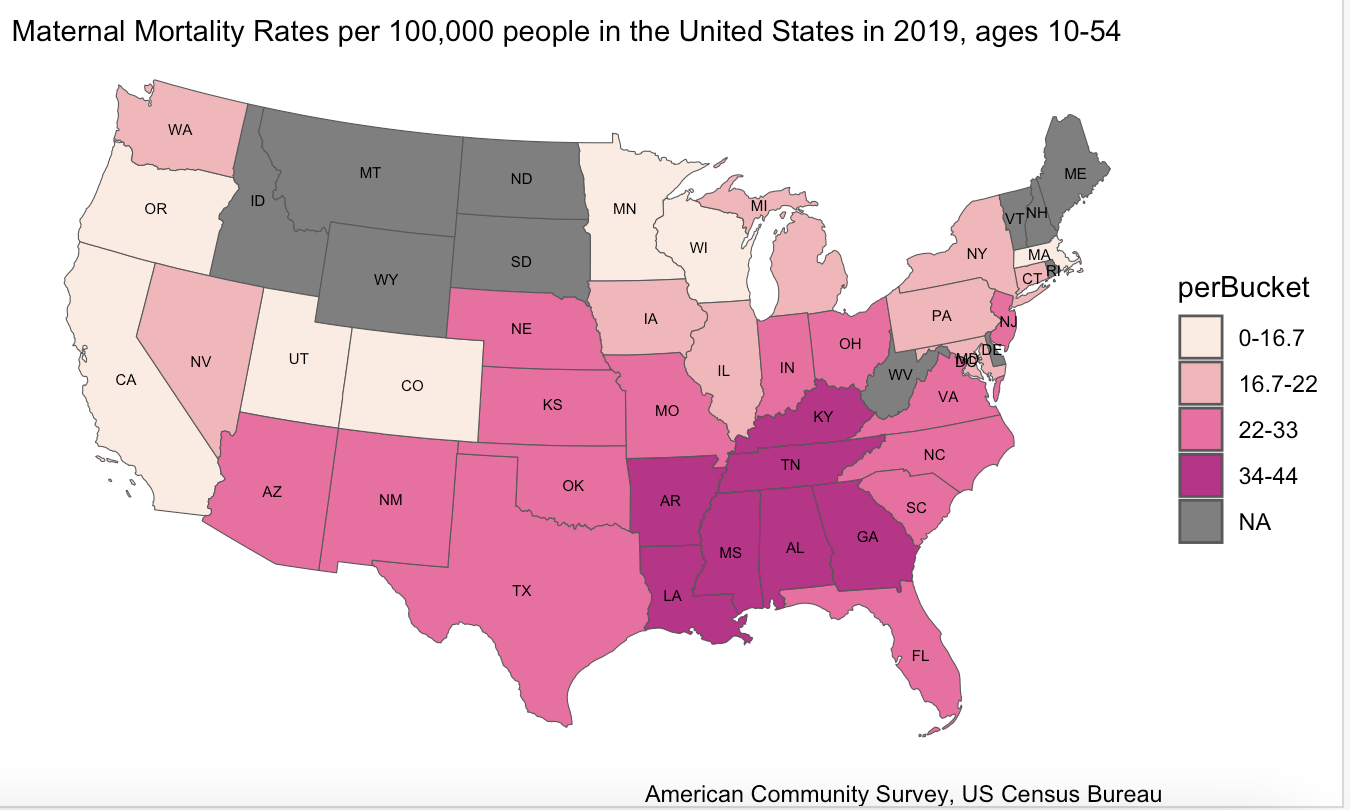 Maternal Mortality Rates per 100,000 people in the United States in 2019, ages 10-54
WA
MT
ND
ME
ID
OR
MN
MI
VT
NH
WI
SD
NY
MA
RI
CT
WY
NE
IA
PA
NJ
NV
UT
OH
DE
MD
DC
CA
CO
IL
IN
WV
KS
MO
VA
KY
NC
TN
AZ
NM
OK
AR
SC
GA
MS
AL
TX
LA
FL
perBucket
0-16.7
16.7-22
22-33
34-44
NA
American Community Survey, US Census Bureau